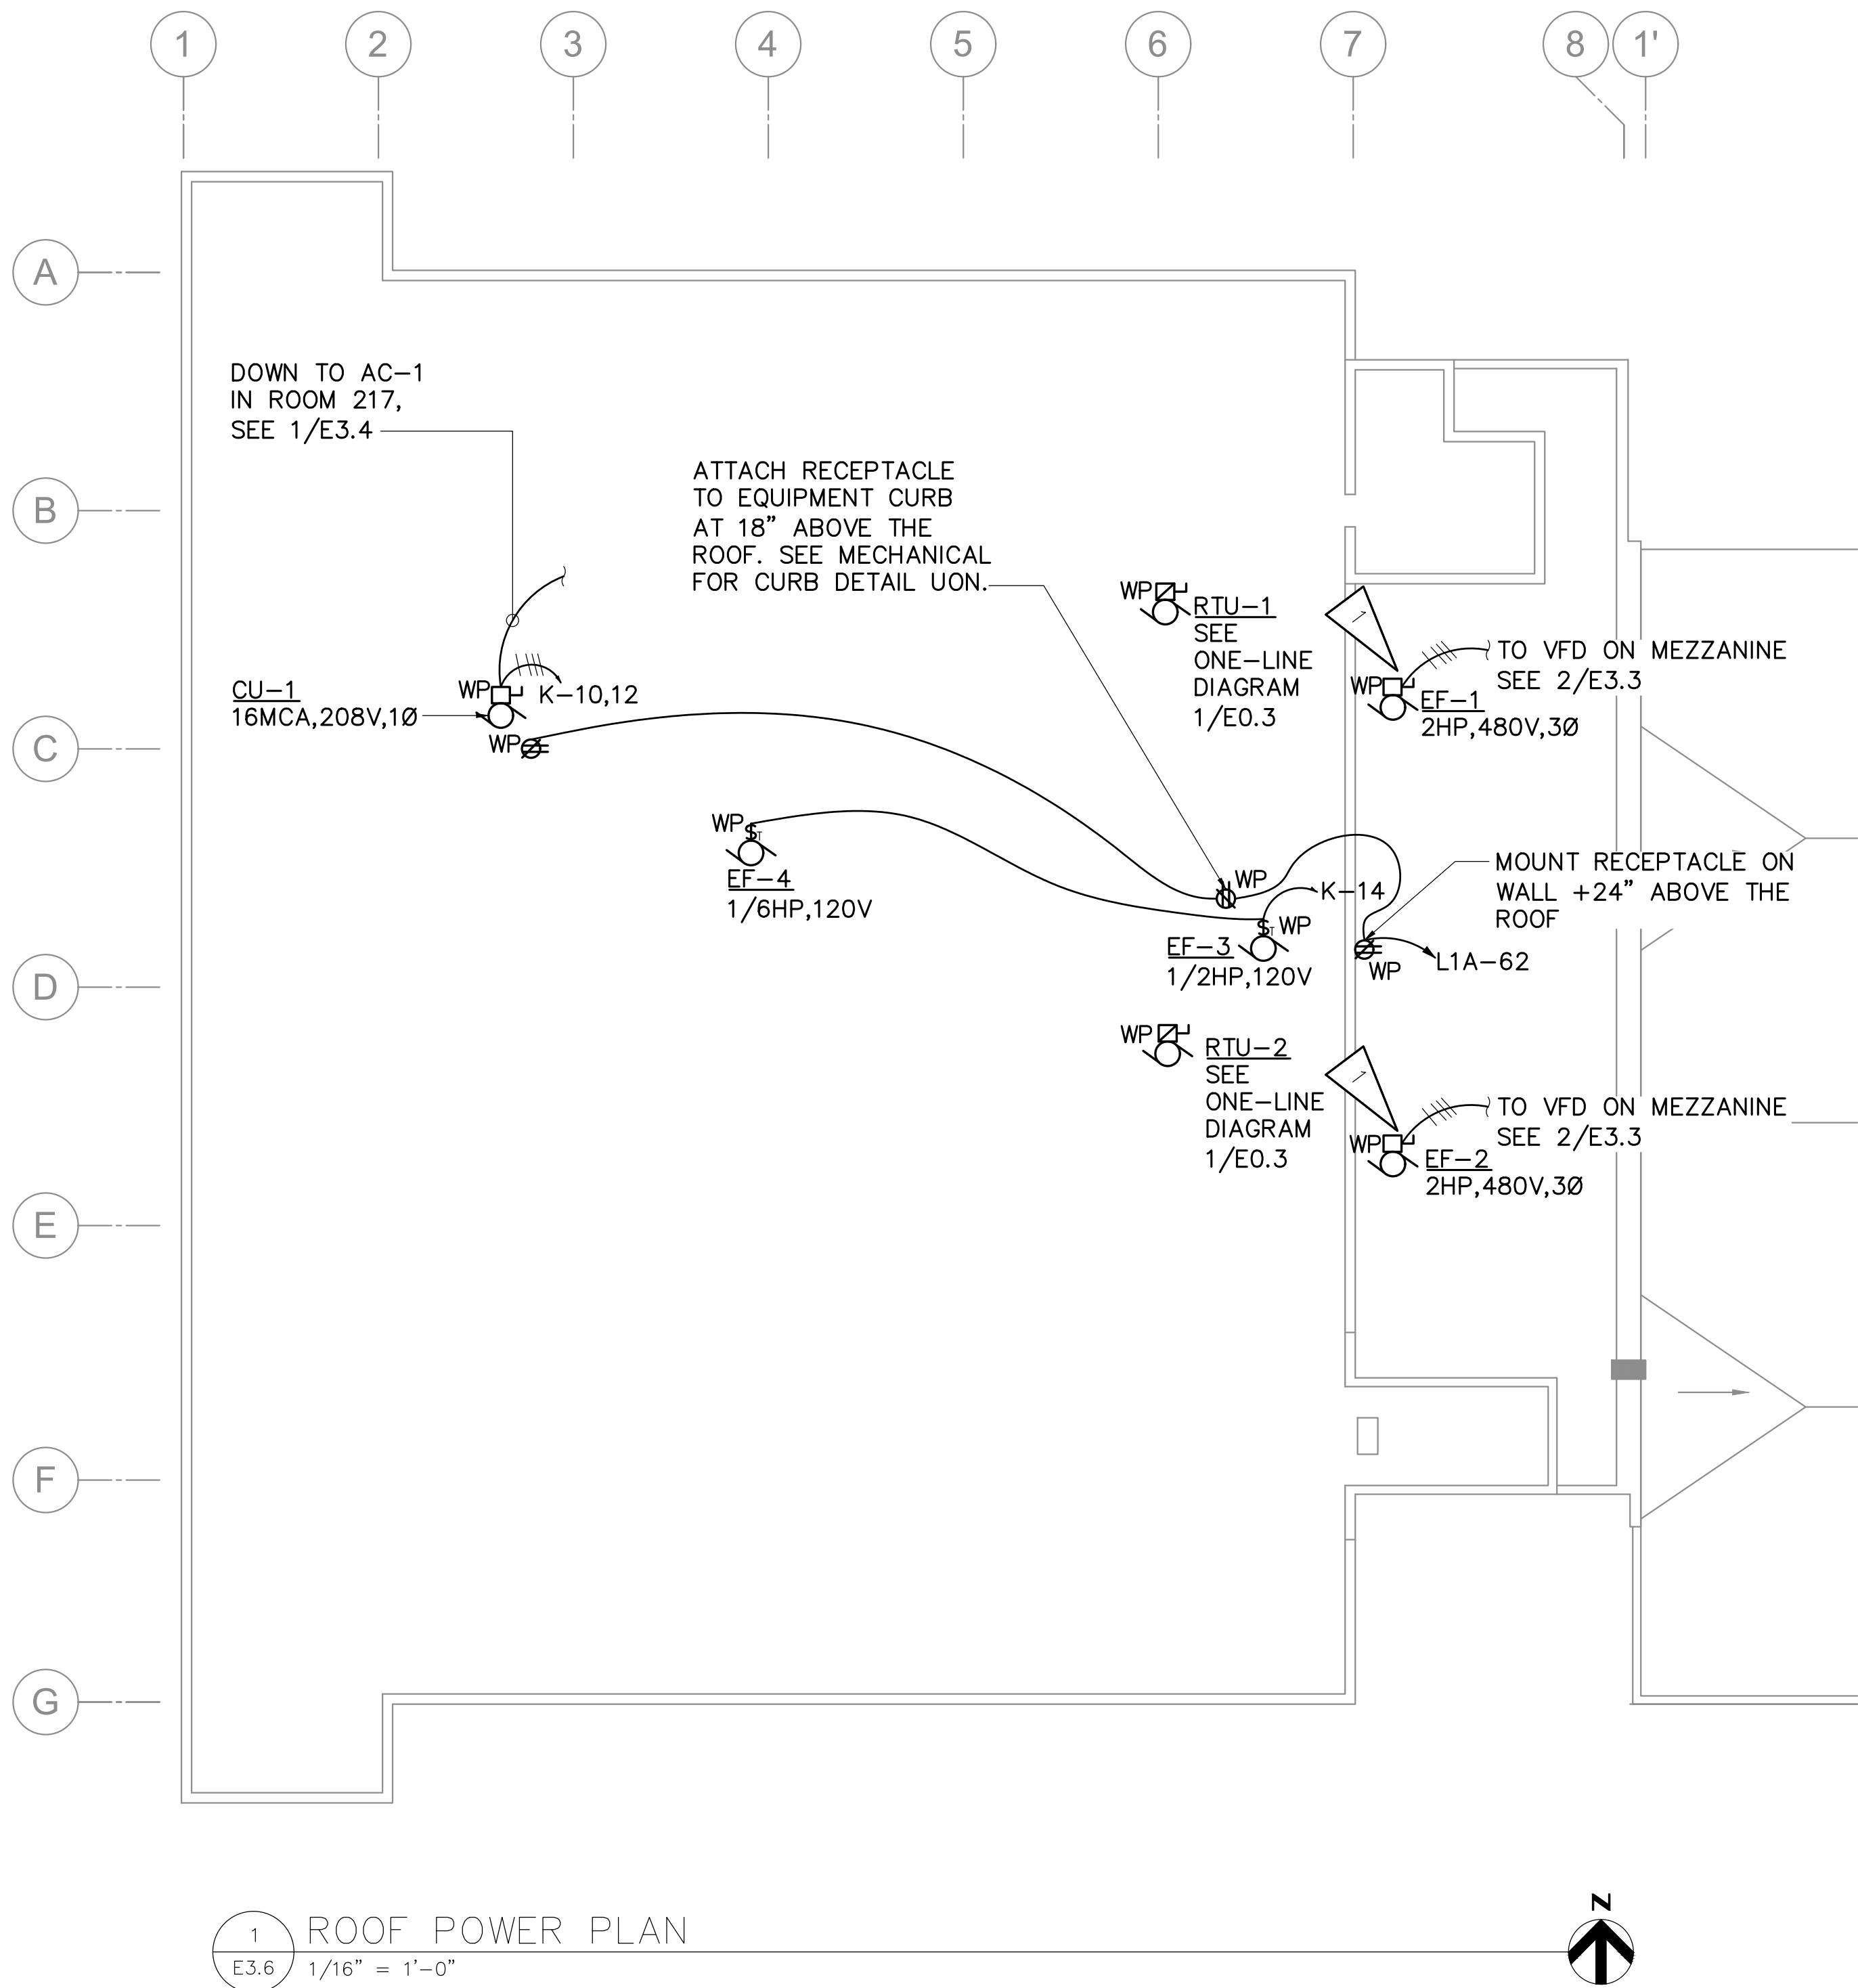 1 2 3 4 5 6 7 8 1'
A
B
C
D
E
F
G
DOWN TO AC-1
IN ROOM 217,
SEE 1/E3.4
ATTACH RECEPTACLE
TO EQUIPMENT CURB
AT 18" ABOVE THE
ROOF. SEE MECHANICAL
FOR CURB DETAIL UON.
WP
RTU-1
SEE
ONE-LINE
DIAGRAM
1/E0.3
1
TO VFD ON MEZZANINE
SEE 2/E3.3
WP
EF-1
2HP,480V,3Ø
WP
K-10,12
CU-1
16MCA,208V,1Ø
WP
WP $T
EF-4
1/6HP,120V
WP
K-14
$T WP
EF-3
1/2HP,120V
MOUNT RECEPTACLE ON
WALL +24" ABOVE THE
ROOF
L1A-62
WP
WP
RTU-2
SEE
ONE-LINE
DIAGRAM
1/E0.3
1
TO VFD ON MEZZANINE
SEE 2/E3.3
WP
EF-2
2HP,480V,3Ø
1
E3.6
ROOF POWER PLAN
1/16" = 1'-0"
N